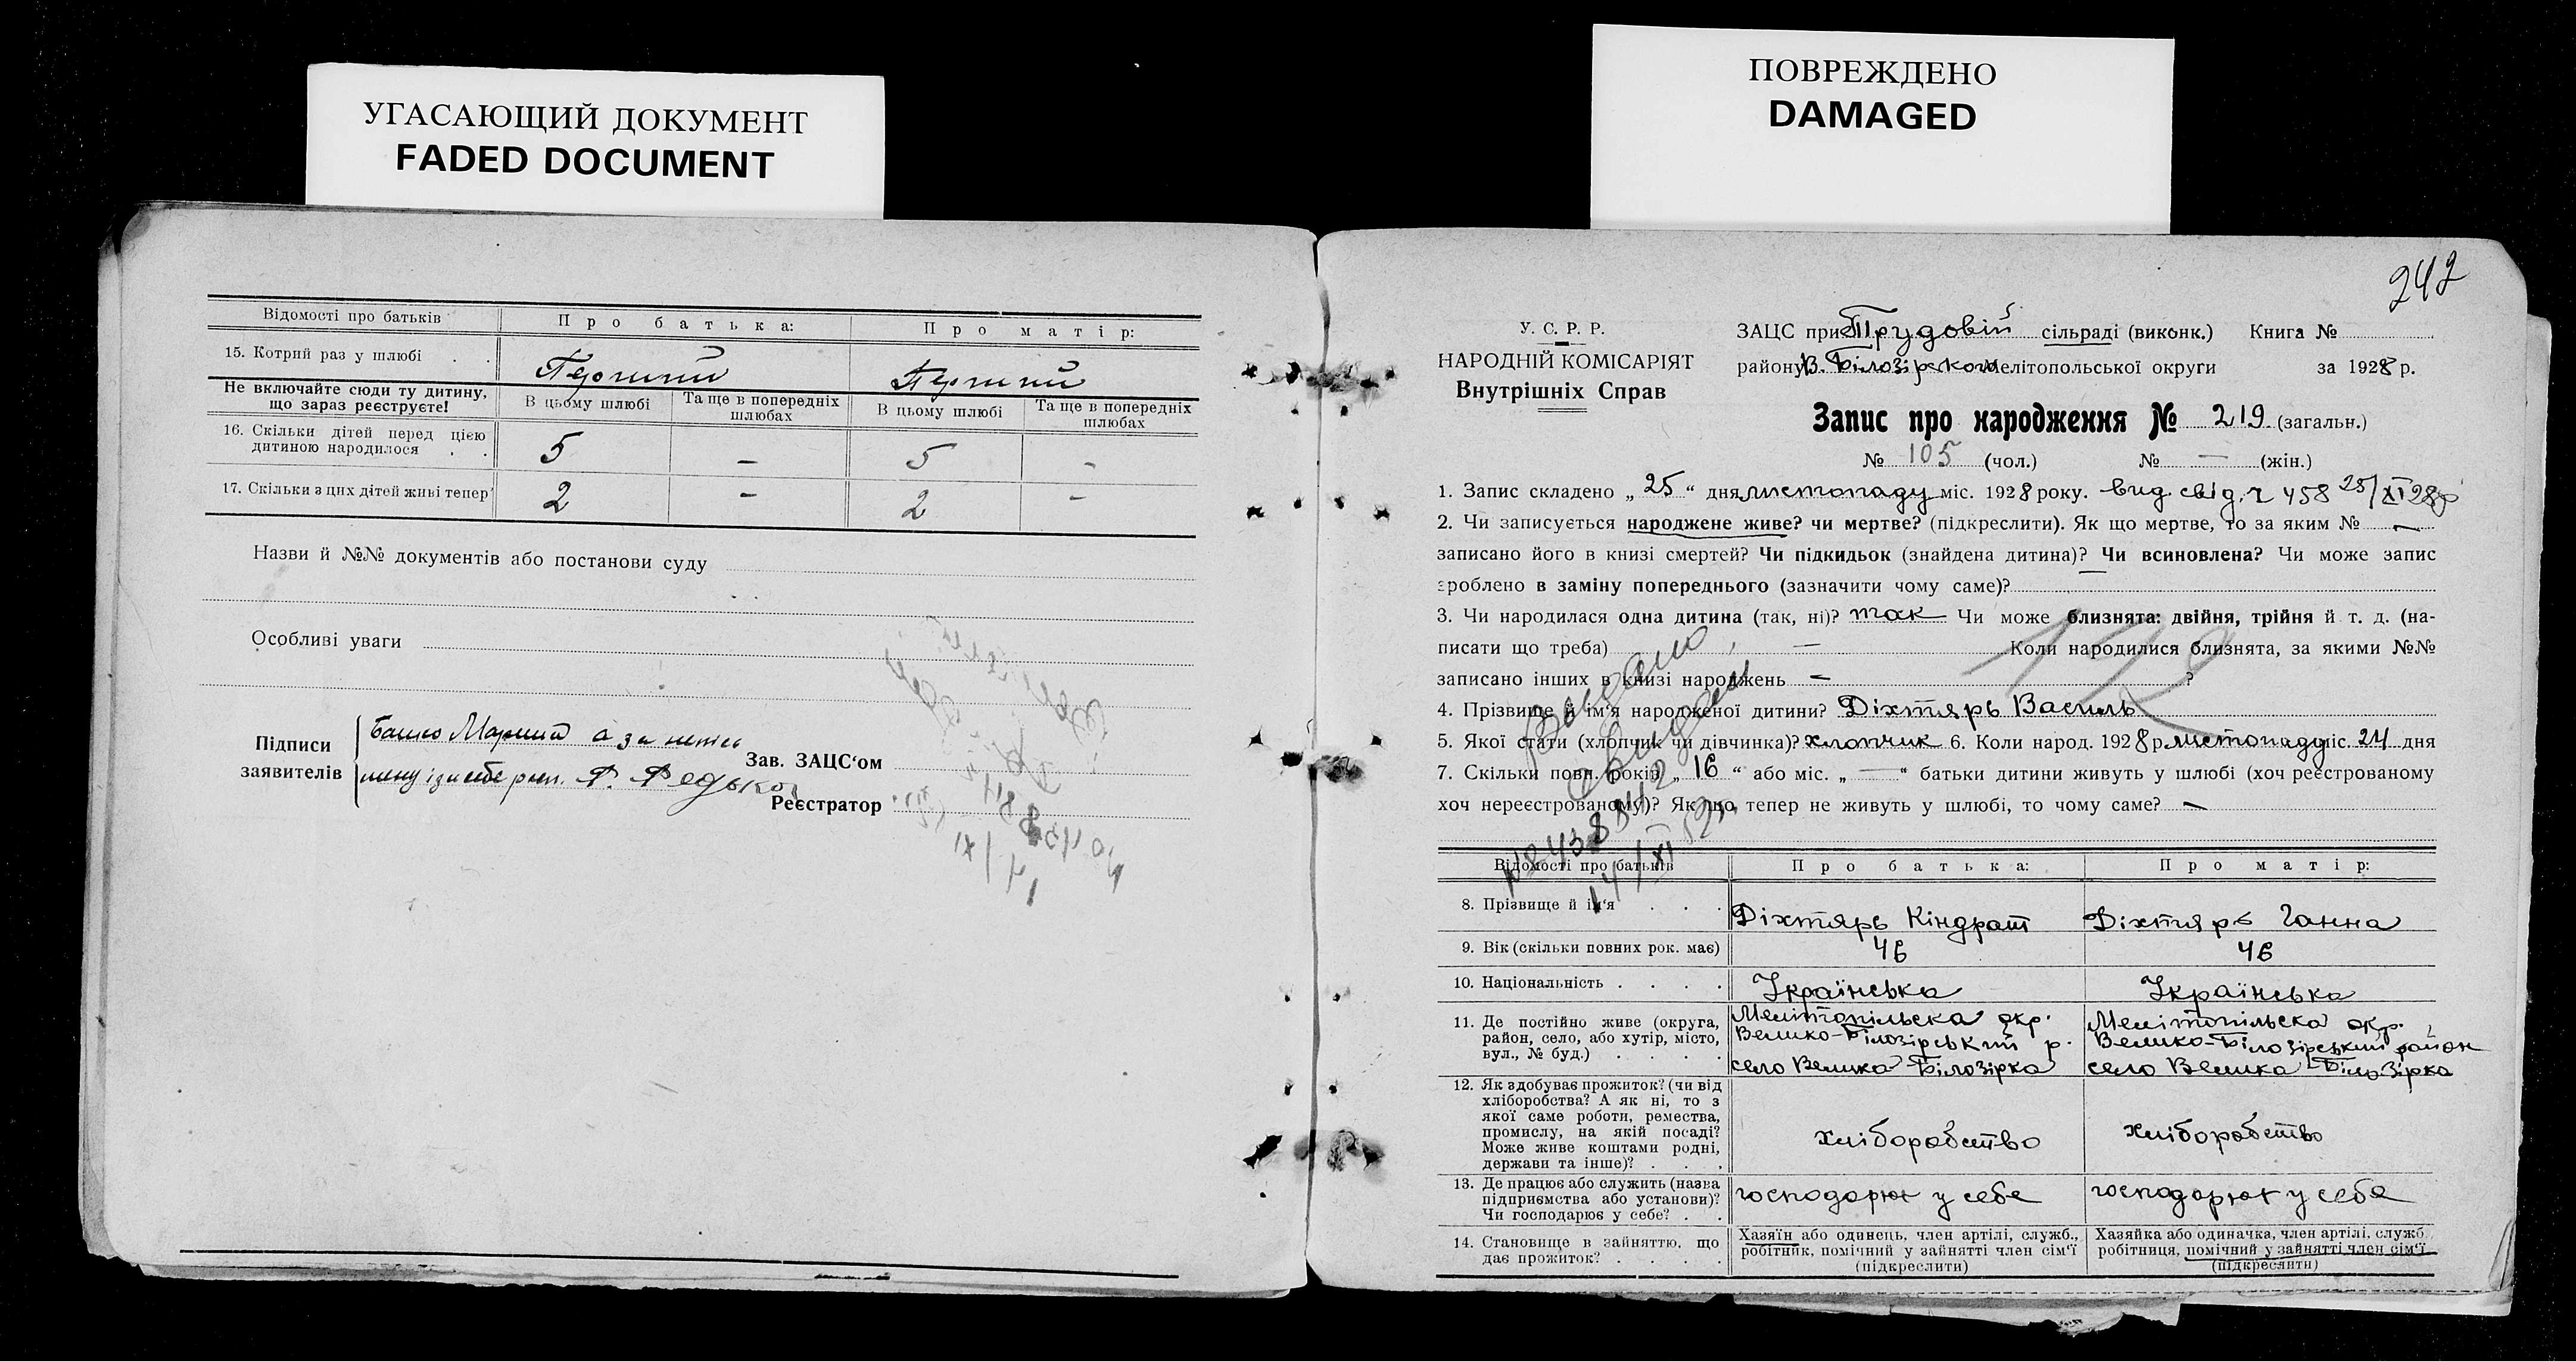 УГАСАЮЩИЙ ДОКУМЕНТ
FADED DOCUMENT
Відомості про батьків
Про батька:
Про матір:
15. Котрий раз у шлюбі . .
Перший
Перший
Не включайте сюди ту дитину,
що зараз реєструєте!
В цьому шлюбі
Та ще в попередніх
шлюбах
В цьому шлюбі
Та ще в попередніх
шлюбах
16. Скільки дітей перед цією
дитиною народилося . .
5
–
5
–
17. Скільки з цих дітей живі тепер?
2
–
2
–
Назви й №№ документів або постанови суду
Особливі уваги
Підписи
заявителів
Зав. ЗАЦС‘ом
Реєстратор
Ф. Федько
ПОВРЕЖДЕНО
DAMAGED
242
У. С. Р. Р.
НАРОДНІЙ КОМІСАРІЯТ
Внутрішніх Справ
ЗАЦС при Трудовій сільраді (виконк.) Книга №
району В. Білозірском Мелітопольської округи за 1928 р.
Запис про народження № 219 (загальн.)
№ 105 (чол.) № — (жін.)
1. Запис складено „ 25 “ дня листопаду міс. 1928 року. вид. свід. ч 458 25/XI 28р
2. Чи записується народжене живе? чи мертве? (підкреслити). Як що мертве, то за яким № —
записано його в книзі смертей? Чи підкидьок (знайдена дитина)? Чи всиновлена? Чи може запис
зроблено в заміну попереднього (зазначити чому саме)?
3. Чи народилася одна дитина (так, ні)? так Чи може близнята: двійня, трійня й т. д. (на-
писати що треба) — Коли народилися близнята, за якими №№
записано інших в книзі народжень — ?
4. Прізвище й ім‘я народженої дитини? Діхтярь Василь
5. Якої стати (хлопчик чи дівчинка)? хлопчик 6. Коли народ. 1928 р. листопаду міс. 24 дня
7. Скільки повн. років „ 16 “ або міс. „ — “ батьки дитини живуть у шлюбі (хоч реєстрованому
хоч нереєстрованому)? Як що тепер не живуть у шлюбі, то чому саме? —
Відомості про батьків
Про батька:
Про матір:
8. Прізвище й ім‘я . . .
Діхтярь Кіндрат
Діхтярь Ганна
9. Вік (скільки повних рок. має)
46
46
10. Національність . . . .
Українська
Українська
11. Де постійно живе (округа,
район, село, або хутір, місто,
вул., № буд.) . . . .
Мелітопільска окр.
Велико-Білозірський р.
село Велика Білозірка
Мелітопільска окр.
Велико-Білозірський район
село Велика Білозірка
12. Як здобуває прожиток? (чи від
хліборобства? А як ні, то з
якої саме роботи, ремества,
промислу, на якій посаді?
Може живе коштами родні,
держави та інше)? . . .
хлібороб́ство
хліборобство
13. Де працює або служить (назва
підприємства або установи)?
Чи господарює у себе? . .
господарює у себе
господарює у себе
14. Становище в зайняттю, що
дає прожиток? . . . .
Хазяїн або одинець, член артілі, служб.,
робітник, помічний у зайнятті член сім‘ї
(підкреслити)
Хазяйка або одиначка, член артілі, служб.
робітниця, помічний у зайнятті член сім‘ї
(підкреслити)